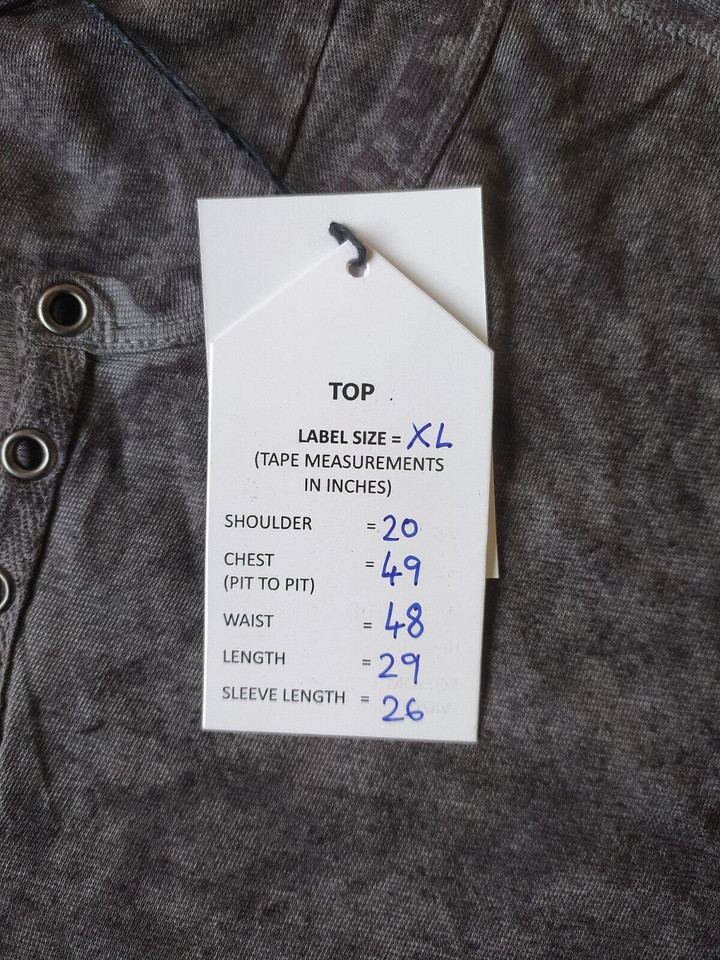 TOP
LABEL SIZE = XL
(TAPE MEASUREMENTS
IN INCHES)
SHOULDER = 20
CHEST = 49
(PIT TO PIT)
WAIST = 48
LENGTH = 29
SLEEVE LENGTH = 26